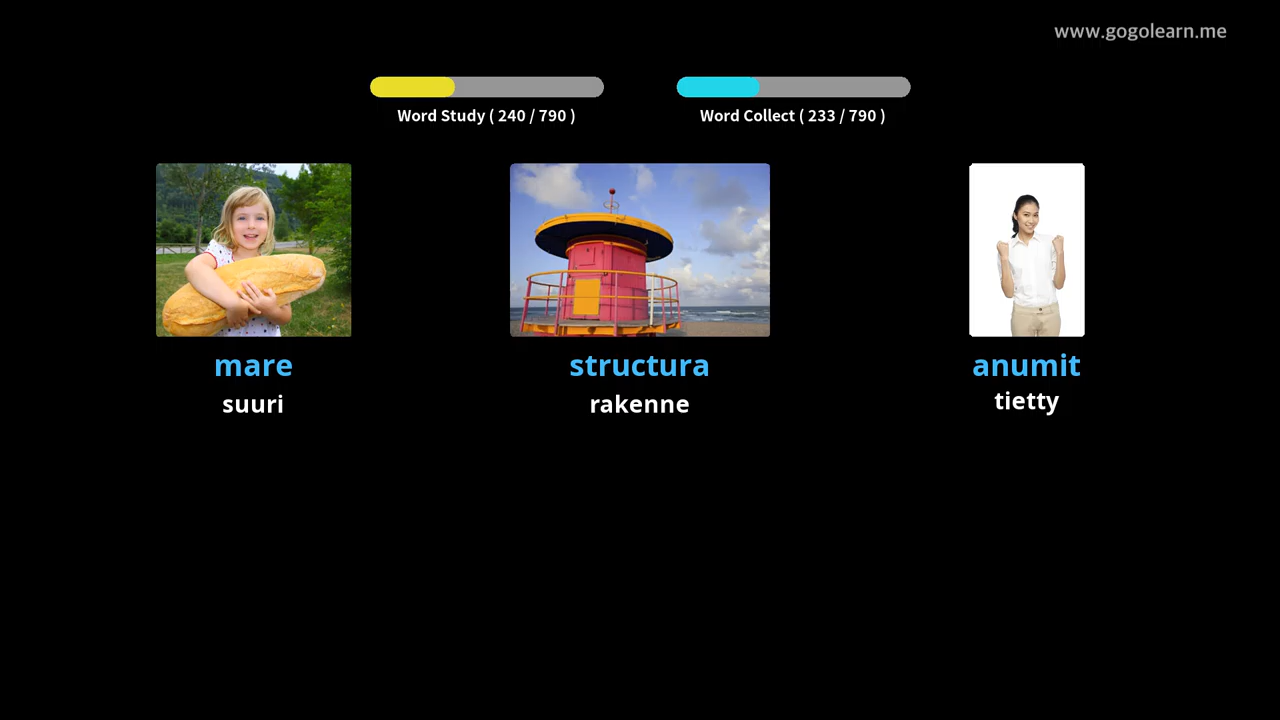 www.gogolearn.me
Word Study ( 240 / 790 )
Word Collect ( 233 / 790 )
mare
suuri
structura
rakenne
anumit
tietty